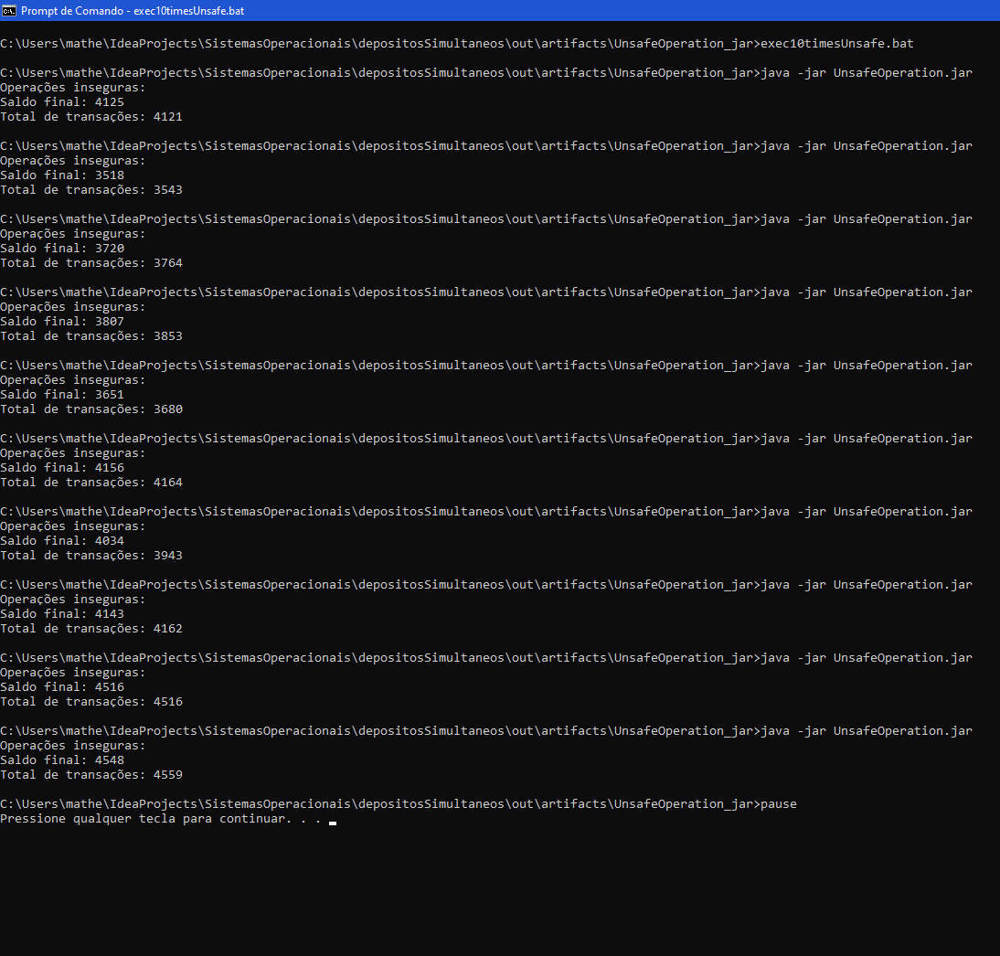 Prompt de Comando - exec10timesUnsafe.bat
C:\Users\mathe\IdeaProjects\SistemasOperacionais\depositosSimultaneos\out\artifacts\UnsafeOperation_jar>exec10timesUnsafe.bat
C:\Users\mathe\IdeaProjects\SistemasOperacionais\depositosSimultaneos\out\artifacts\UnsafeOperation_jar>java -jar UnsafeOperation.jar
Operações inseguras:
Saldo final: 4125
Total de transações: 4121
C:\Users\mathe\IdeaProjects\SistemasOperacionais\depositosSimultaneos\out\artifacts\UnsafeOperation_jar>java -jar UnsafeOperation.jar
Operações inseguras:
Saldo final: 3518
Total de transações: 3543
C:\Users\mathe\IdeaProjects\SistemasOperacionais\depositosSimultaneos\out\artifacts\UnsafeOperation_jar>java -jar UnsafeOperation.jar
Operações inseguras:
Saldo final: 3720
Total de transações: 3764
C:\Users\mathe\IdeaProjects\SistemasOperacionais\depositosSimultaneos\out\artifacts\UnsafeOperation_jar>java -jar UnsafeOperation.jar
Operações inseguras:
Saldo final: 3807
Total de transações: 3853
C:\Users\mathe\IdeaProjects\SistemasOperacionais\depositosSimultaneos\out\artifacts\UnsafeOperation_jar>java -jar UnsafeOperation.jar
Operações inseguras:
Saldo final: 3651
Total de transações: 3680
C:\Users\mathe\IdeaProjects\SistemasOperacionais\depositosSimultaneos\out\artifacts\UnsafeOperation_jar>java -jar UnsafeOperation.jar
Operações inseguras:
Saldo final: 4156
Total de transações: 4164
C:\Users\mathe\IdeaProjects\SistemasOperacionais\depositosSimultaneos\out\artifacts\UnsafeOperation_jar>java -jar UnsafeOperation.jar
Operações inseguras:
Saldo final: 4034
Total de transações: 3943
C:\Users\mathe\IdeaProjects\SistemasOperacionais\depositosSimultaneos\out\artifacts\UnsafeOperation_jar>java -jar UnsafeOperation.jar
Operações inseguras:
Saldo final: 4143
Total de transações: 4162
C:\Users\mathe\IdeaProjects\SistemasOperacionais\depositosSimultaneos\out\artifacts\UnsafeOperation_jar>java -jar UnsafeOperation.jar
Operações inseguras:
Saldo final: 4516
Total de transações: 4516
C:\Users\mathe\IdeaProjects\SistemasOperacionais\depositosSimultaneos\out\artifacts\UnsafeOperation_jar>java -jar UnsafeOperation.jar
Operações inseguras:
Saldo final: 4548
Total de transações: 4559
C:\Users\mathe\IdeaProjects\SistemasOperacionais\depositosSimultaneos\out\artifacts\UnsafeOperation_jar>pause
Pressione qualquer tecla para continuar. . .